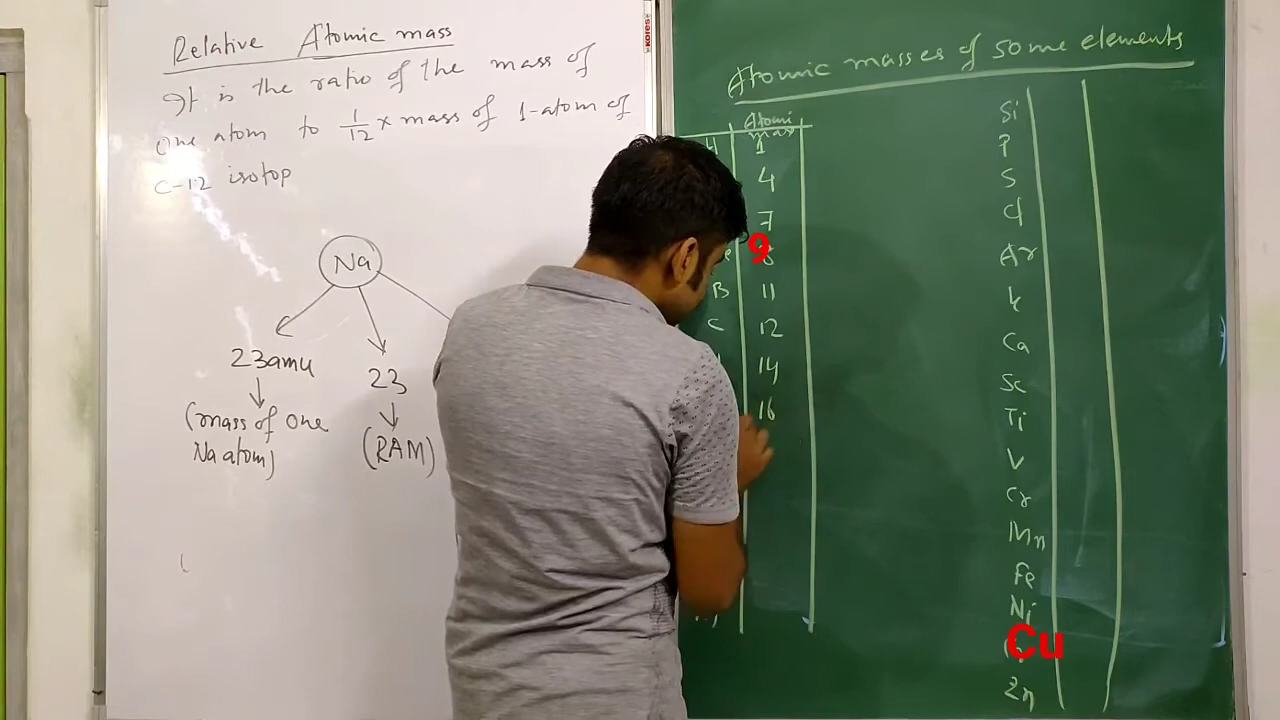 Relative Atomic mass
It is the ratio of the mass of
One atom to 1/12 x mass of 1-atom of
C-12 isotop
Na
23amu
23
(mass of One
Na atom)
(RAM)
kores
Atomic masses of some elements
Atomi
mass
H 1
4
7
9
B 11
C 12
14
16
Si
P
S
Cl
Ar
K
Ca
Sc
Ti
V
Cr
Mn
Fe
Ni
Cu
Zn